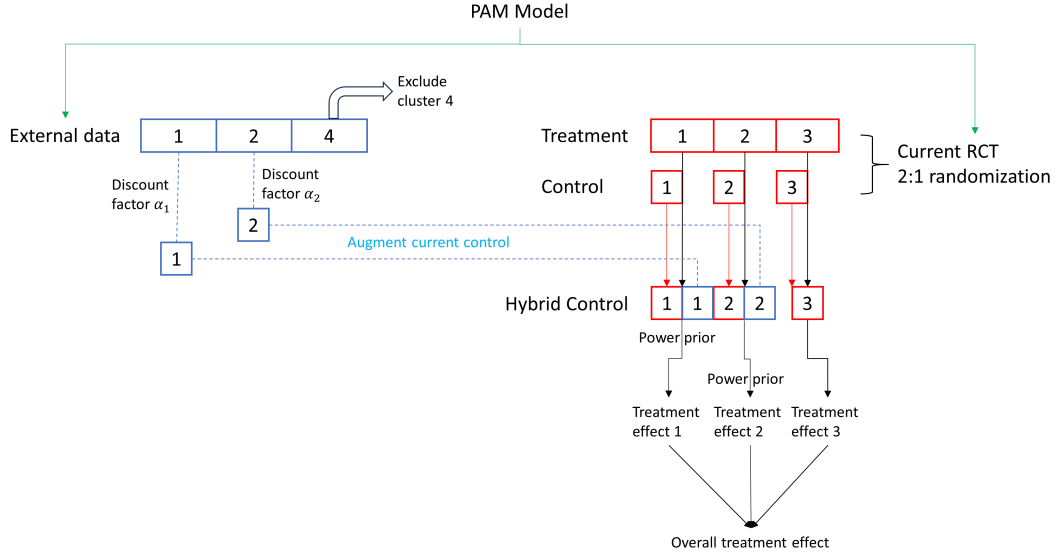 PAM Model
Exclude
cluster 4
External data
1 2 4
Treatment
1 2 3
Current RCT
2:1 randomization
Discount
factor α₁
Discount
factor α₂
Control
1 2 3
2
1
Augment current control
Hybrid Control
1 1 2 2 3
Power prior
Power prior
Treatment
effect 1
Treatment
effect 2
Treatment
effect 3
Overall treatment effect